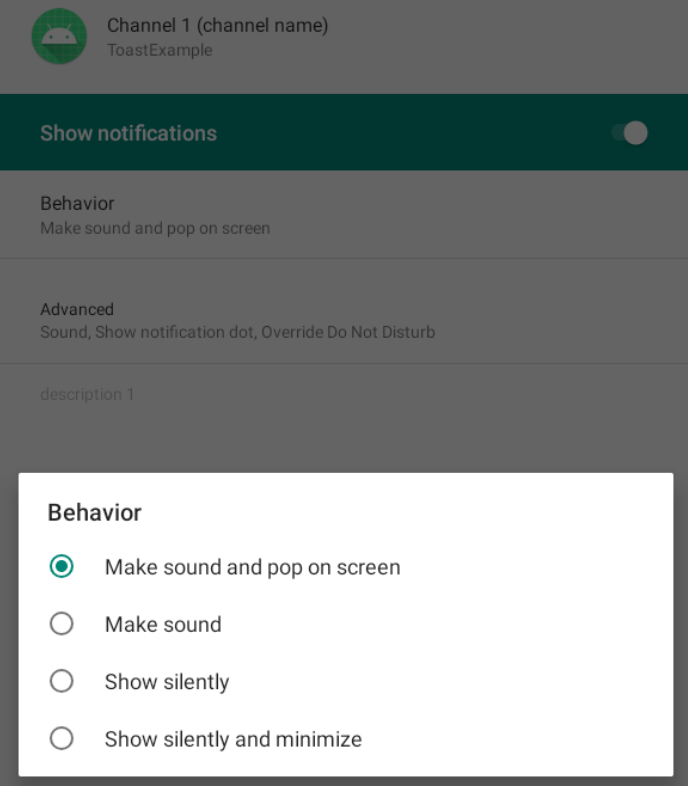 Channel 1 (channel name)
ToastExample
Show notifications
Behavior
Make sound and pop on screen
Advanced
Sound, Show notification dot, Override Do Not Disturb
description 1
Behavior
Make sound and pop on screen
Make sound
Show silently
Show silently and minimize